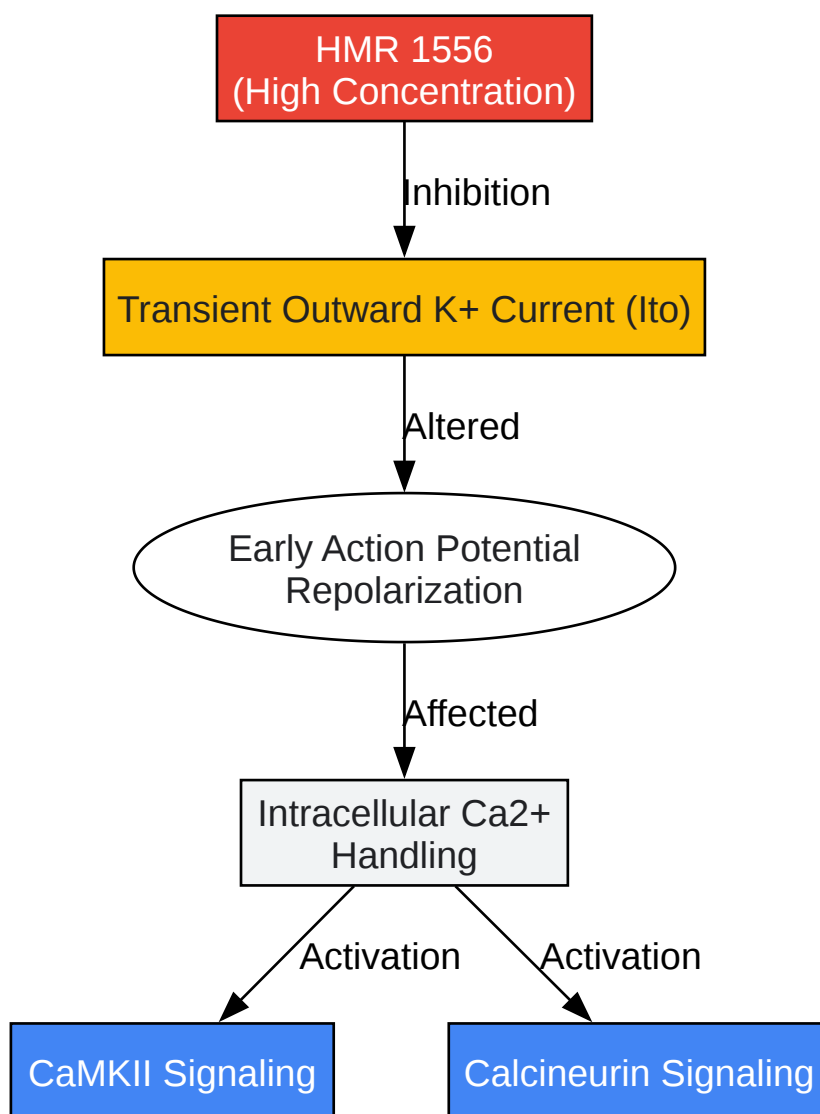 HMR 1556
(High Concentration)
Inhibition
Transient Outward K+ Current (Ito)
Altered
Early Action Potential
Repolarization
Affected
Intracellular Ca2+
Handling
Activation
Activation
CaMKII Signaling
Calcineurin Signaling